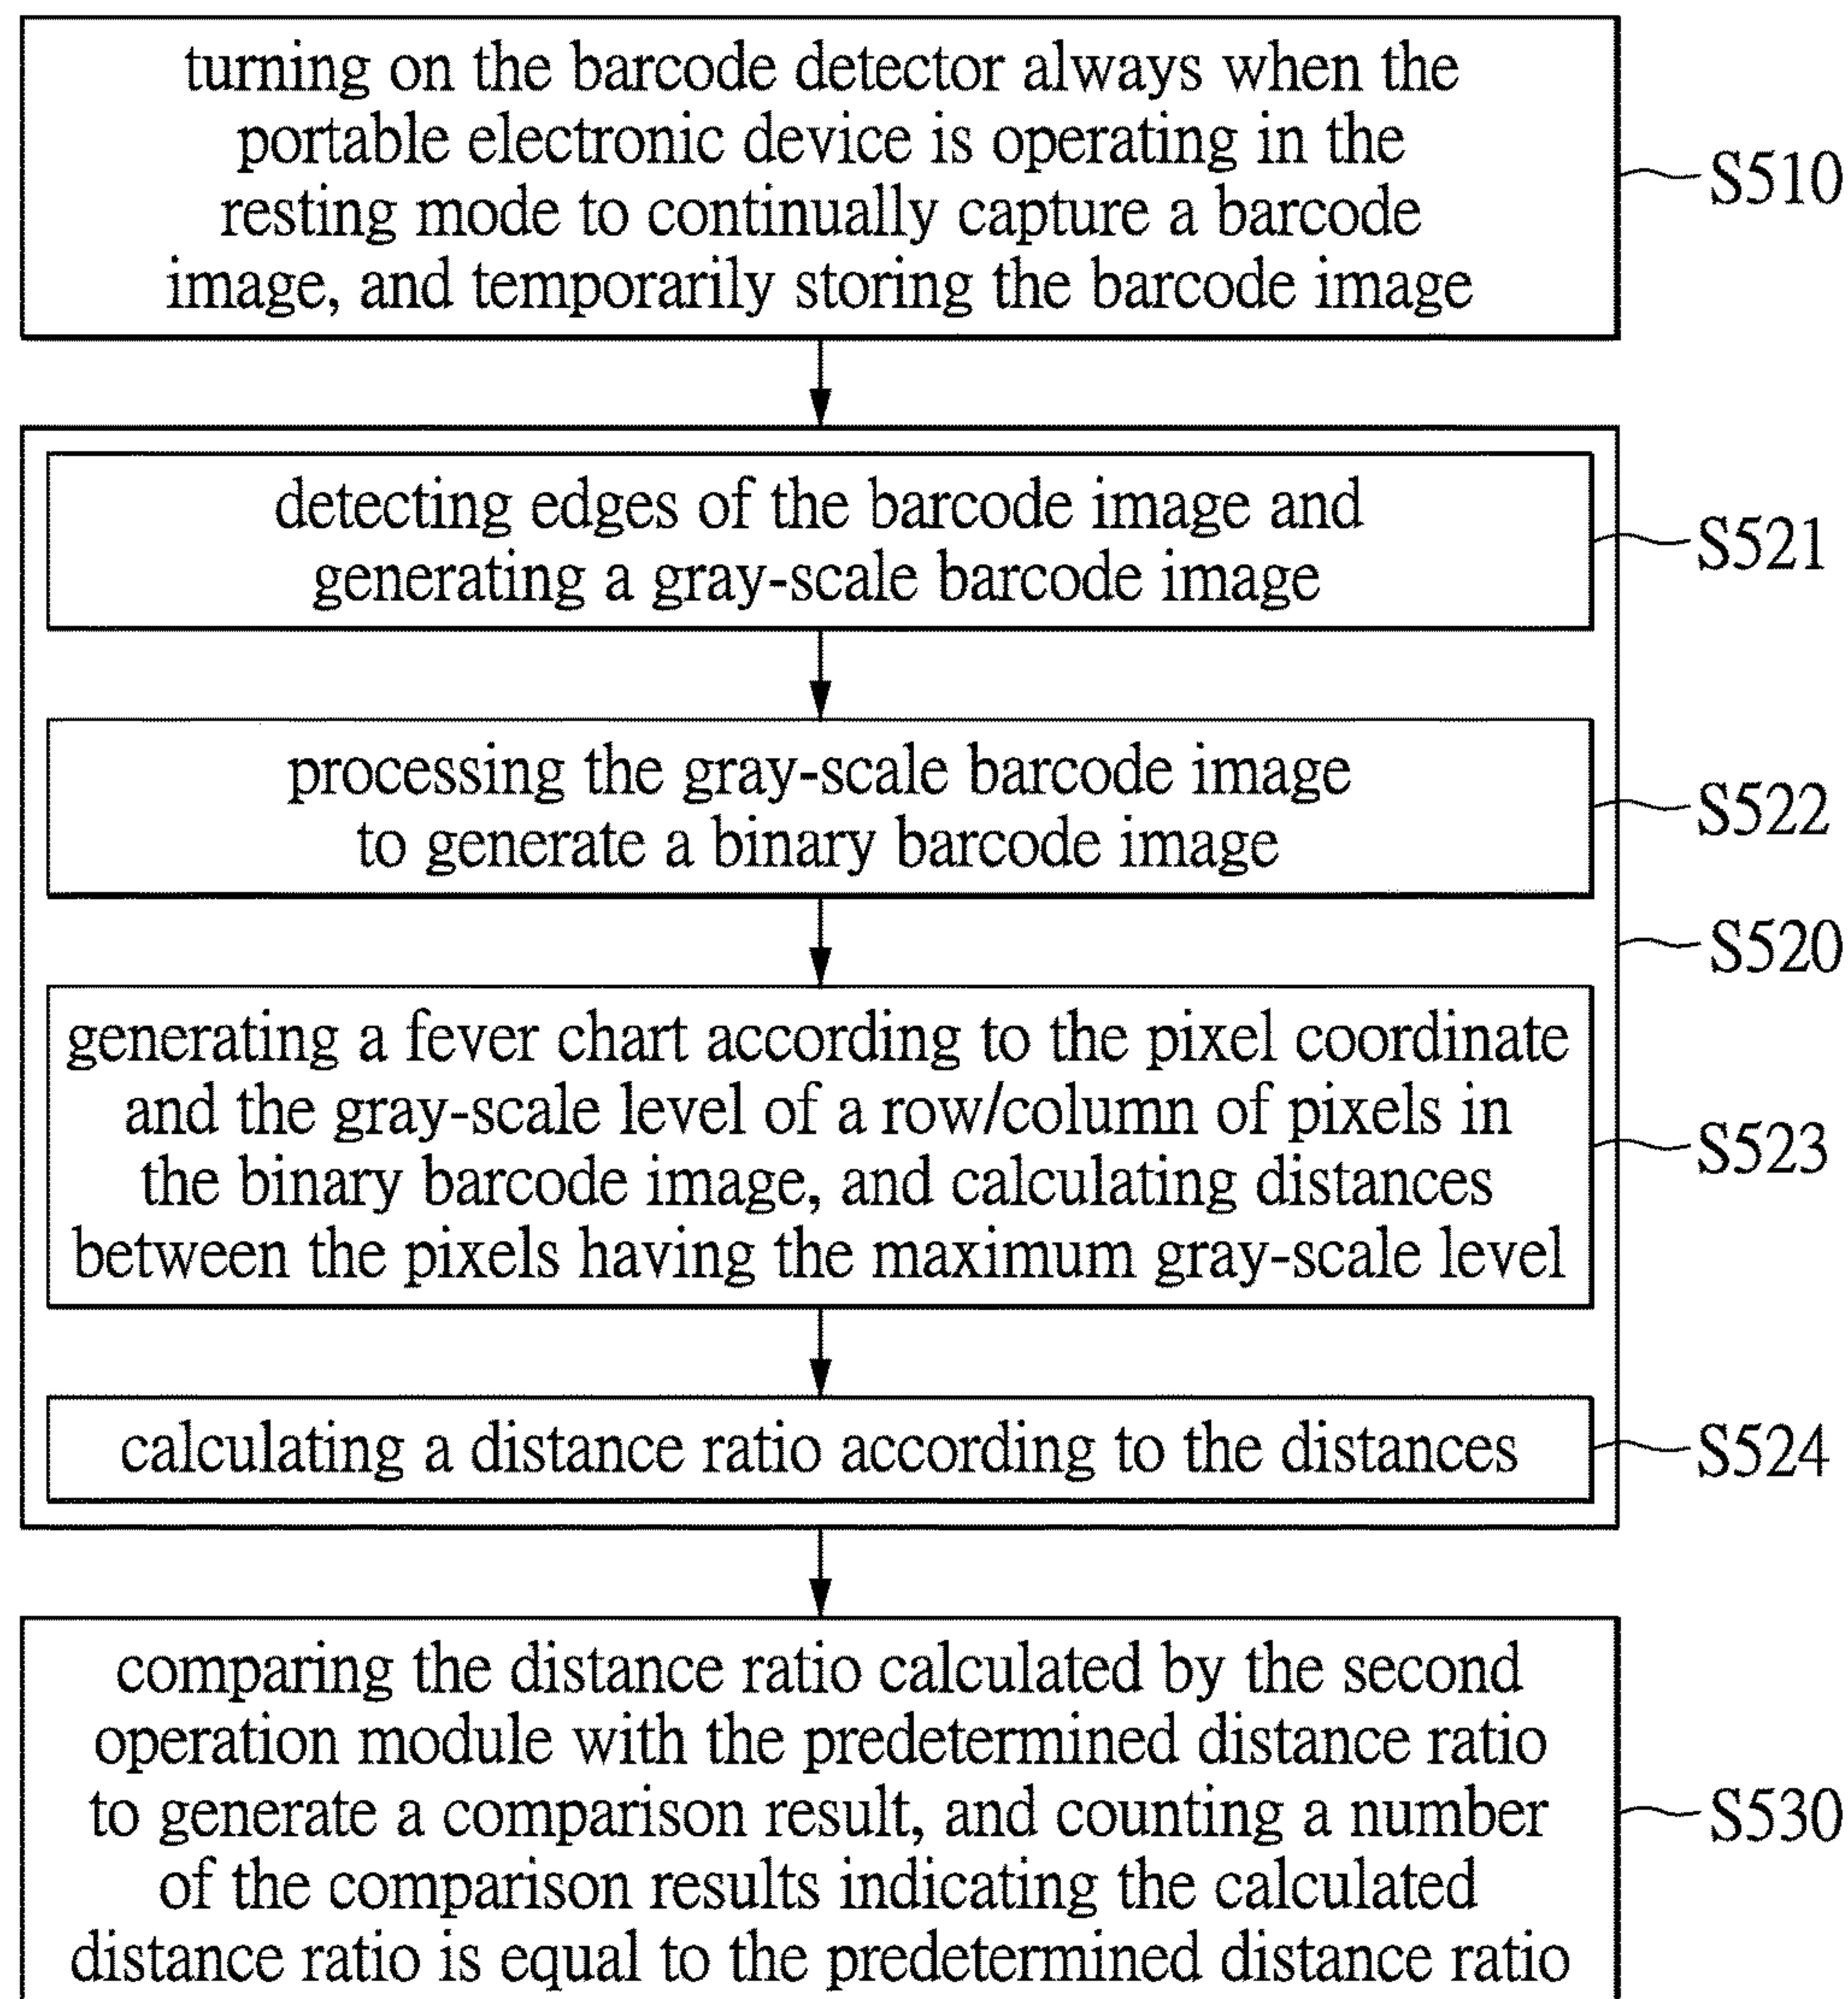 turning on the barcode detector always when the
portable electronic device is operating in the
resting mode to continually capture a barcode
image, and temporarily storing the barcode image
S510
detecting edges of the barcode image and
generating a gray-scale barcode image
S521
processing the gray-scale barcode image
to generate a binary barcode image
S522
S520
generating a fever chart according to the pixel coordinate
and the gray-scale level of a row/column of pixels in
the binary barcode image, and calculating distances
between the pixels having the maximum gray-scale level
S523
calculating a distance ratio according to the distances
S524
comparing the distance ratio calculated by the second
operation module with the predetermined distance ratio
to generate a comparison result, and counting a number
of the comparison results indicating the calculated
distance ratio is equal to the predetermined distance ratio
S530